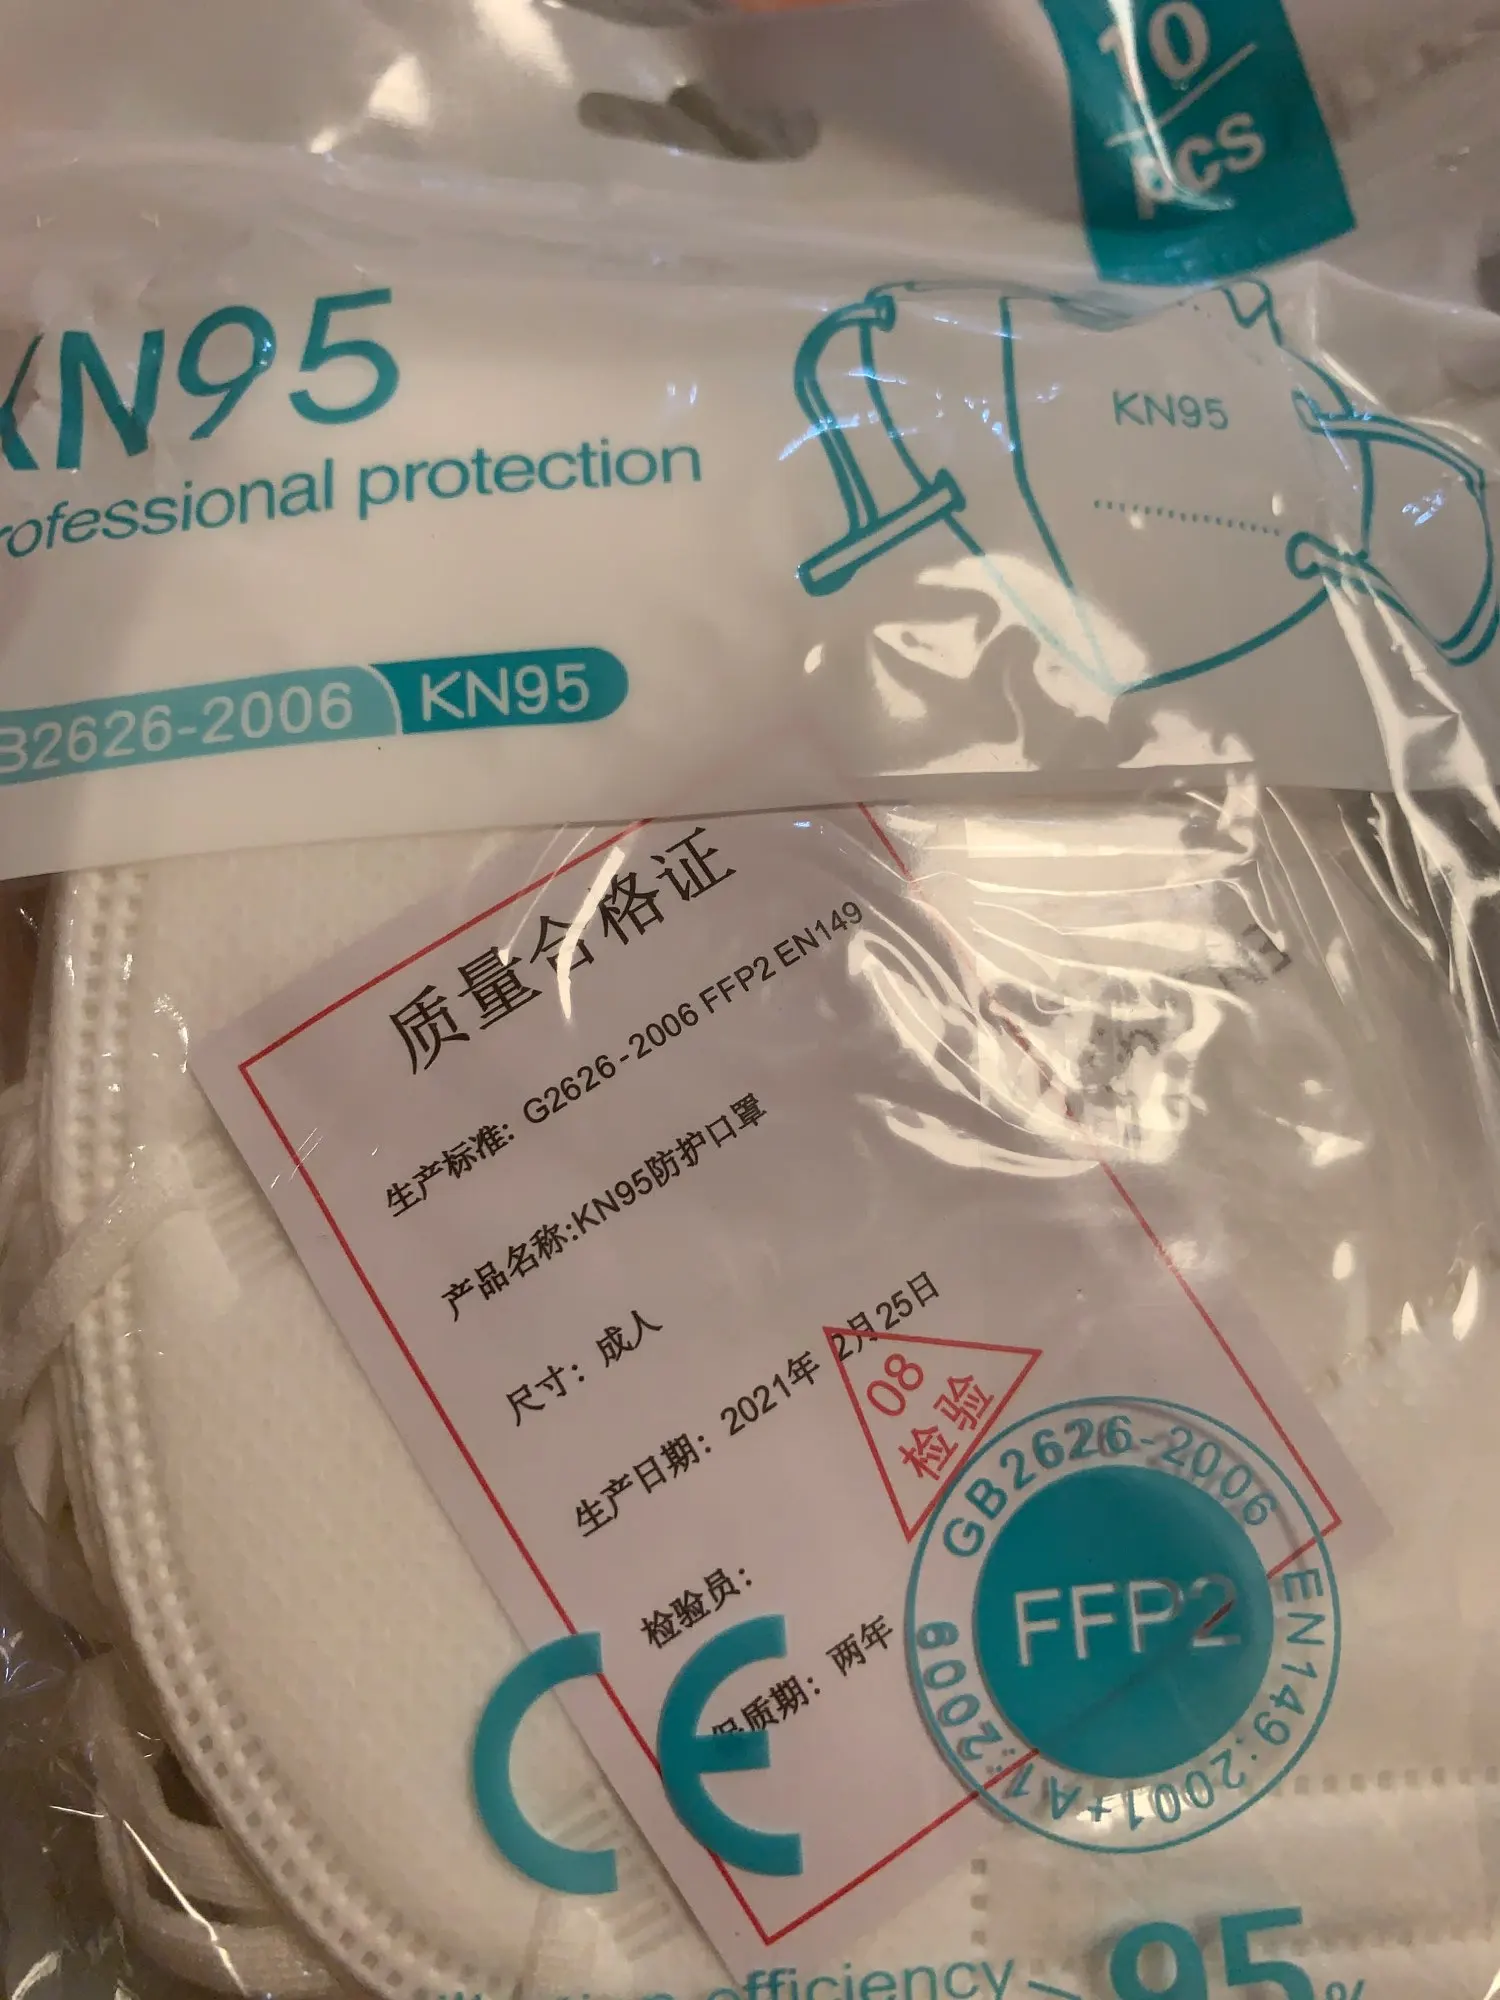 10
PCS
KN95
professional protection
KN95
B2626-2006 KN95
质量合格证
生产标准: G2626-2006 FFP2 EN149
产品名称:KN95防护口罩
尺寸: 成人
生产日期: 2021年 2月25日
08
检验
检验员:
保质期: 两年
CE
GB2626-2006 EN149:2001+A1:2009
FFP2
efficiency > 95%